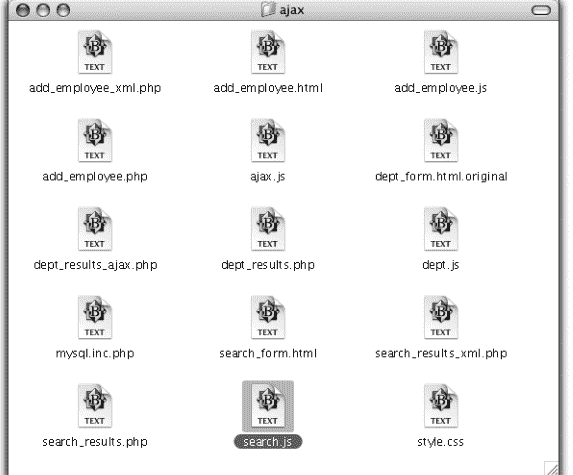 ajax
TEXT TEXT TEXT
add_employee_xml.php add_employee.html add_employee.js
TEXT TEXT TEXT
add_employee.php ajax.js dept_form.html.original
TEXT TEXT TEXT
dept_results_ajax.php dept_results.php dept.js
TEXT TEXT TEXT
mysql.inc.php search_form.html search_results_xml.php
TEXT TEXT TEXT
search_results.php search.js style.css